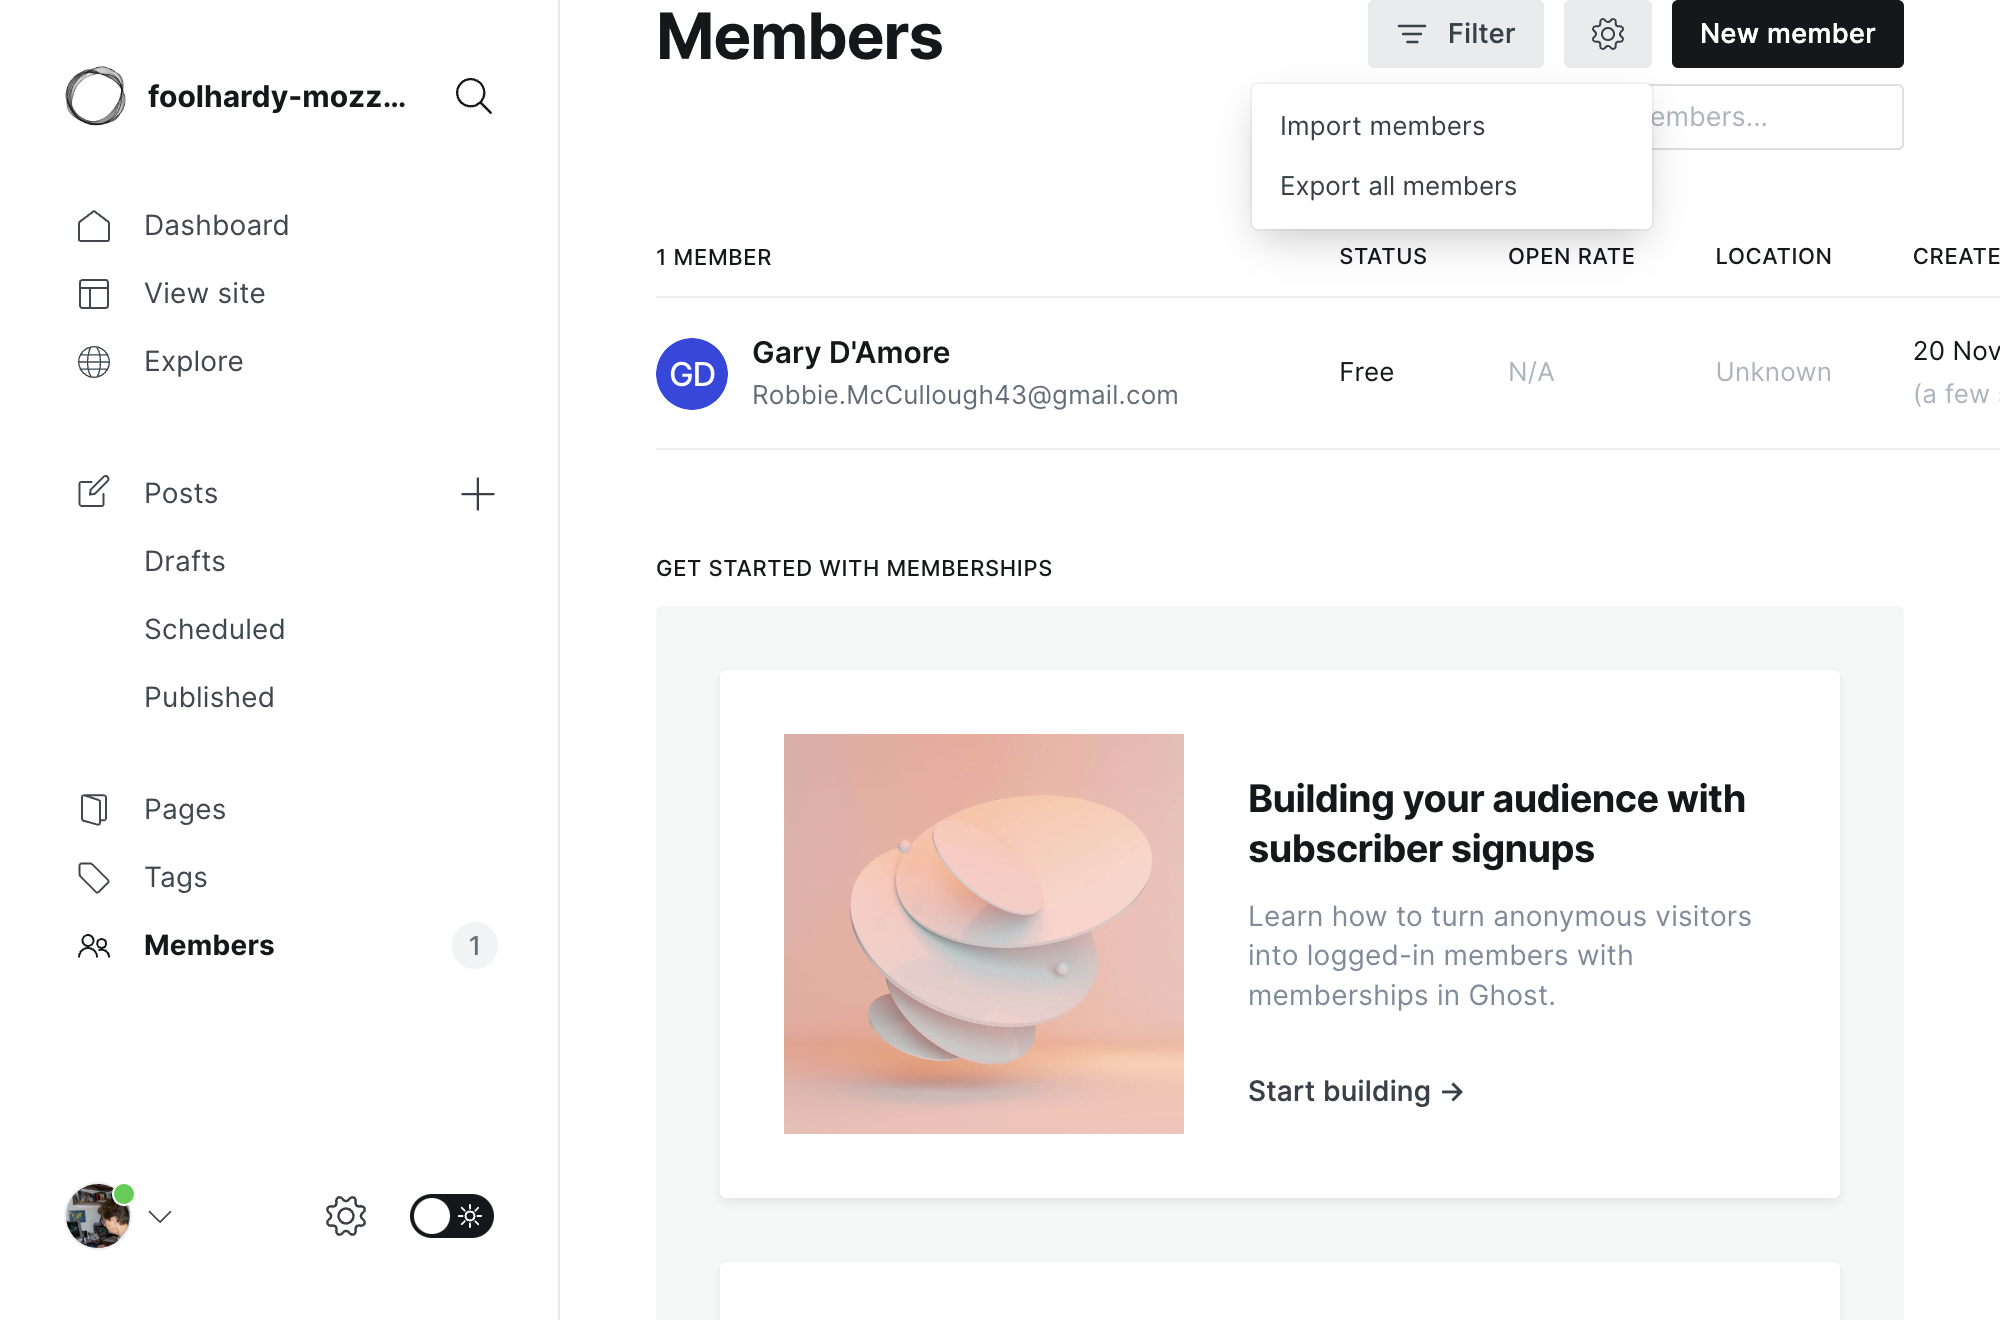 foolhardy-mozz...
Dashboard
View site
Explore
Posts
Drafts
Scheduled
Published
Pages
Tags
Members
1
Members
Filter
New member
Import members
Export all members
embers...
1 MEMBER
STATUS
OPEN RATE
LOCATION
CREATE
GD
Gary D'Amore
Robbie.McCullough43@gmail.com
Free
N/A
Unknown
20 Nov
(a few
GET STARTED WITH MEMBERSHIPS
Building your audience with
subscriber signups
Learn how to turn anonymous visitors
into logged-in members with
memberships in Ghost.
Start building →